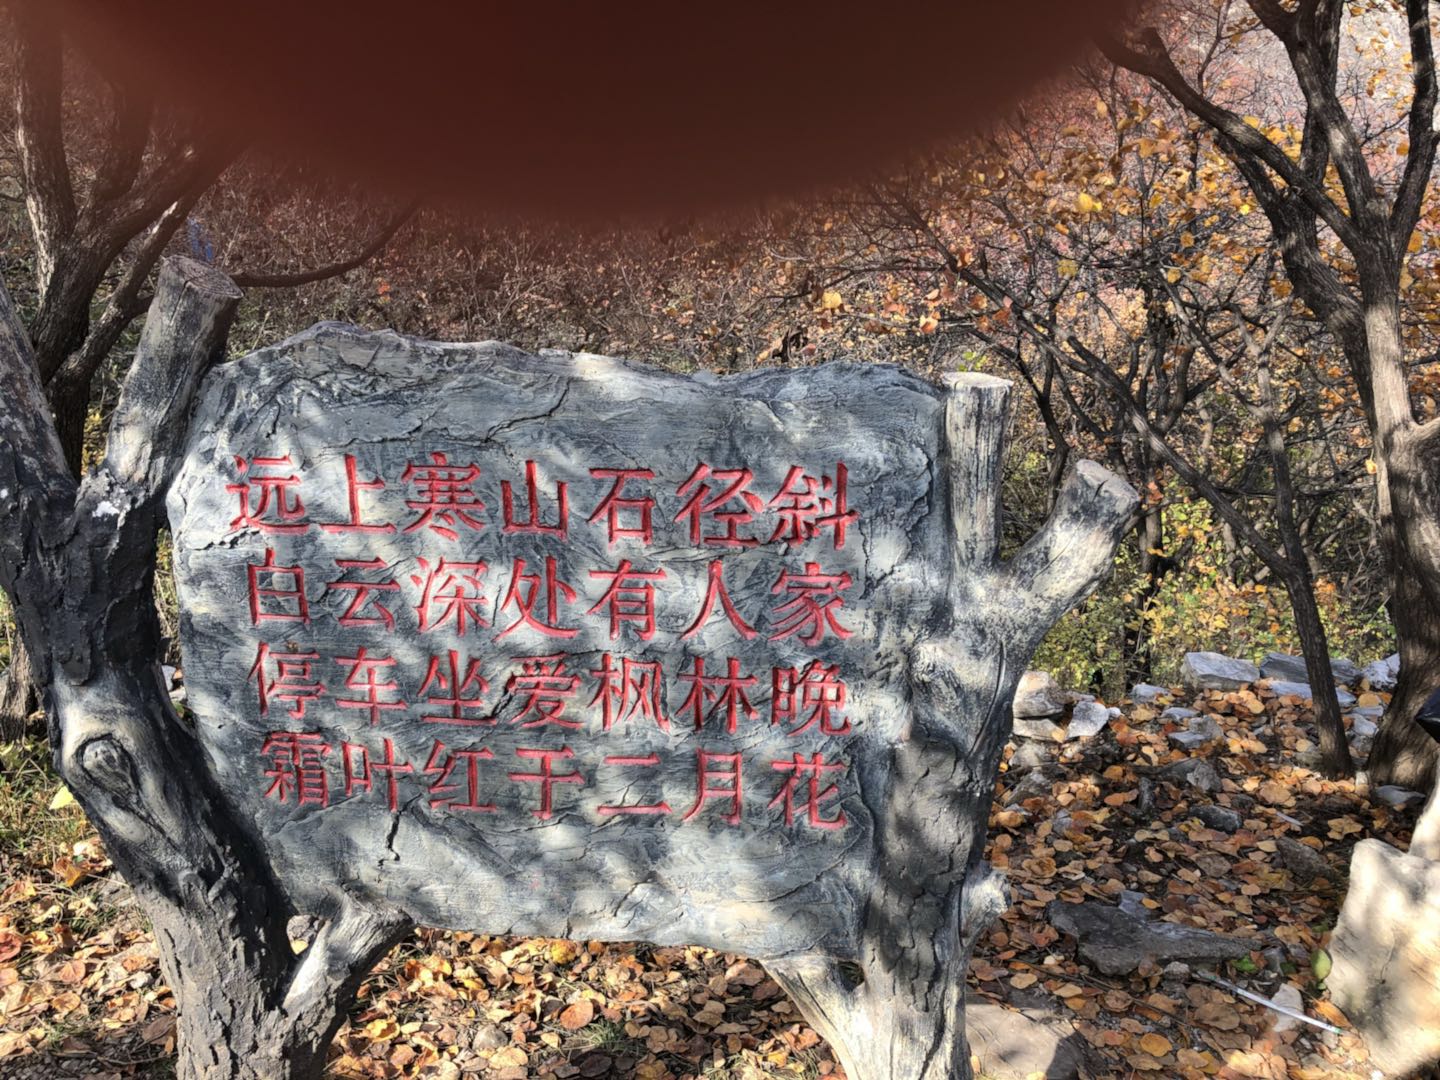 远上寒山石径斜
白云深处有人家
停车坐爱枫林晚
霜叶红于二月花